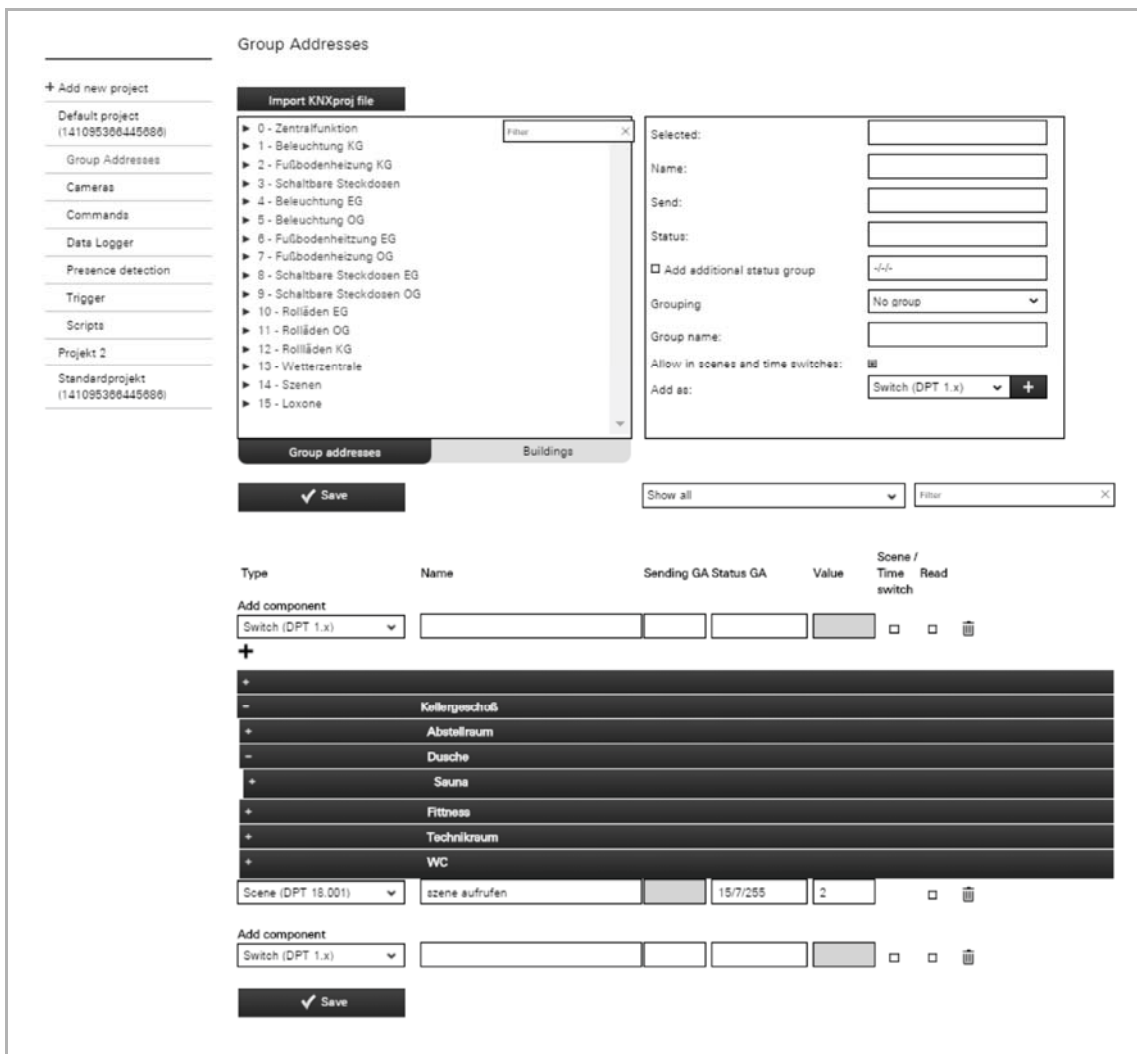 Group Addresses
+ Add new project
Default project
(141095366445686)
Group Addresses
Cameras
Commands
Data Logger
Presence detection
Trigger
Scripts
Projekt 2
Standardprojekt
(141095366445686)
Import KNXproj file
Filter
0 - Zentralfunktion
1 - Beleuchtung KG
2 - Fußbodenheizung KG
3 - Schaltbare Steckdosen
4 - Beleuchtung EG
5 - Beleuchtung OG
6 - Fußbodenheitzung EG
7 - Fußbodenheizung OG
8 - Schaltbare Steckdosen EG
9 - Schaltbare Steckdosen OG
10 - Rolläden EG
11 - Rolläden OG
12 - Rollläden KG
13 - Wetterzentrale
14 - Szenen
15 - Loxone
Group addresses
Buildings
Selected:
Name:
Send:
Status:
Add additional status group
-/-/-
Grouping
No group
Group name:
Allow in scenes and time switches:
Add as:
Switch (DPT 1.x)
+
Save
Show all
Filter
Type
Name
Sending GA
Status GA
Value
Scene /
Time
switch
Read
Add component
Switch (DPT 1.x)
+
+
- Kellergeschoß
+ Abstellraum
- Dusche
+ Sauna
+ Fittness
+ Technikraum
+ WC
Scene (DPT 18.001)
szene aufrufen
15/7/255
2
Add component
Switch (DPT 1.x)
Save